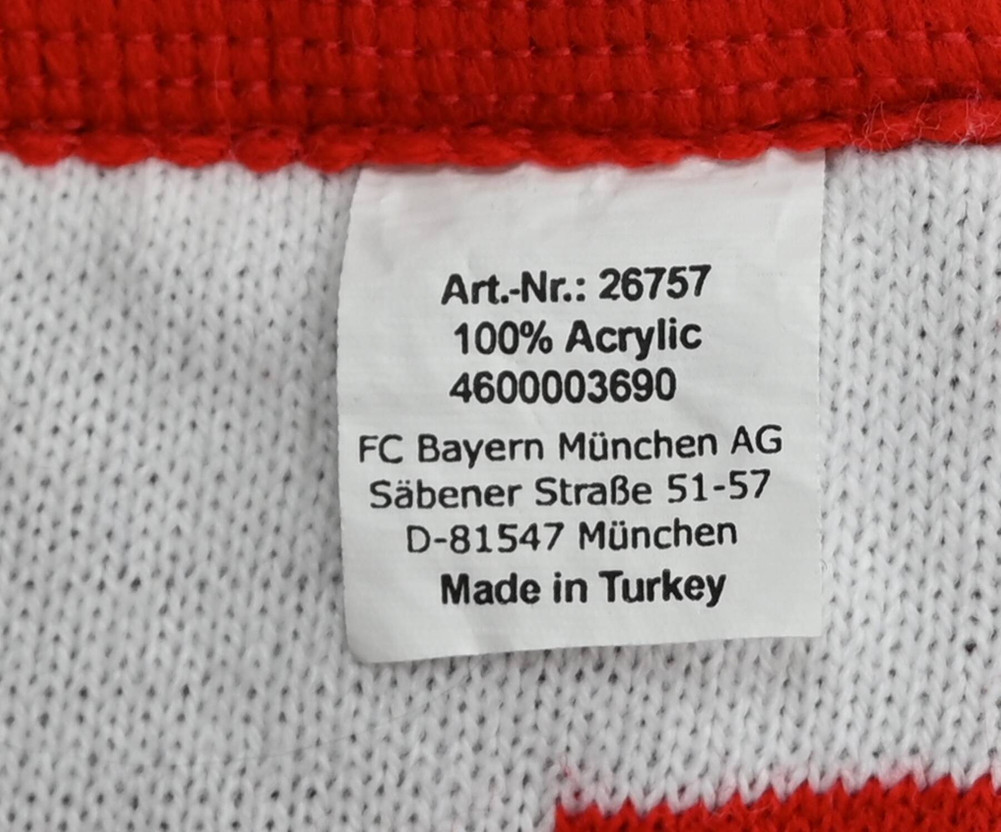 Art.-Nr.: 26757
100% Acrylic
4600003690
FC Bayern München AG
Säbener Straße 51-57
D-81547 München
Made in Turkey